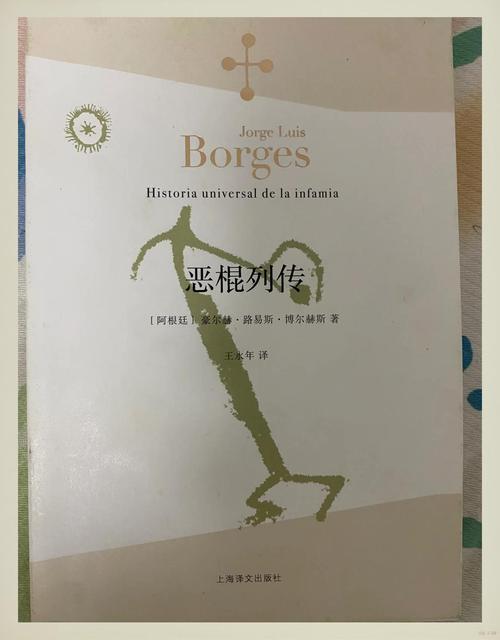 Jorge Luis
Borges
Historia universal de la infamia
恶棍列传
[阿根廷] 豪尔赫·路易斯·博尔赫斯 著
王永年 译
上海译文出版社